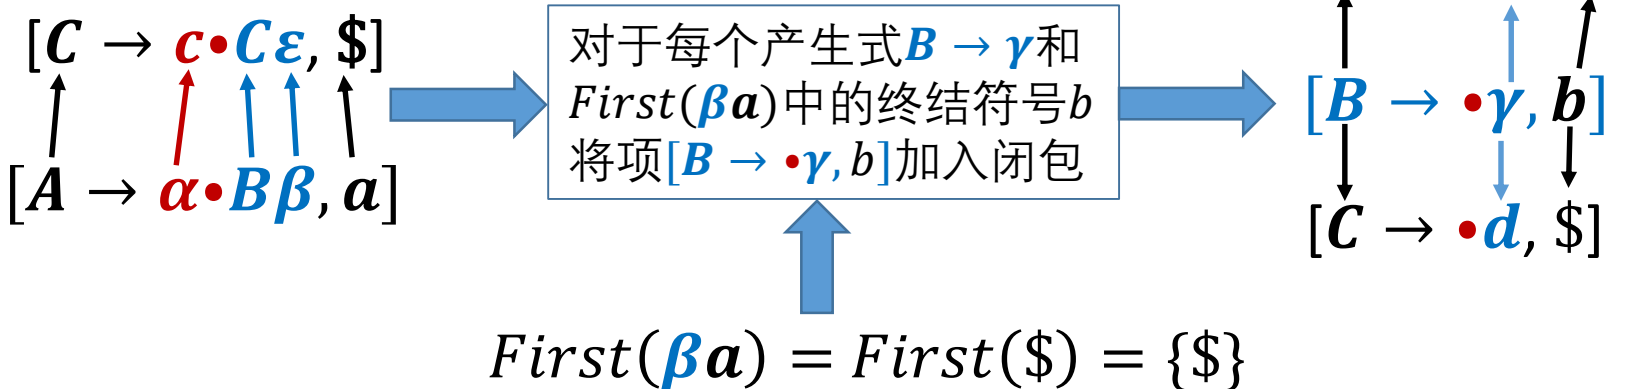 [C → c•Cε, $]
[A → α•Bβ, a]
对于每个产生式B → γ和
First(βa)中的终结符号b
将项[B → •γ, b]加入闭包
[B → •γ, b]
[C → •d, $]
First(βa) = First($) = {$}